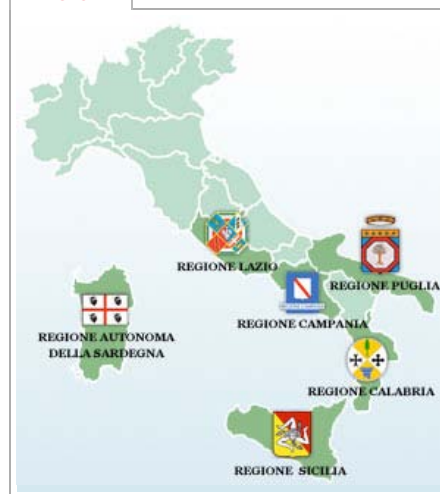 REGIONE LAZIO
REGIONE PUGLIA
REGIONE CAMPANIA
REGIONE AUTONOMA
DELLA SARDEGNA
REGIONE CALABRIA
REGIONE SICILIA